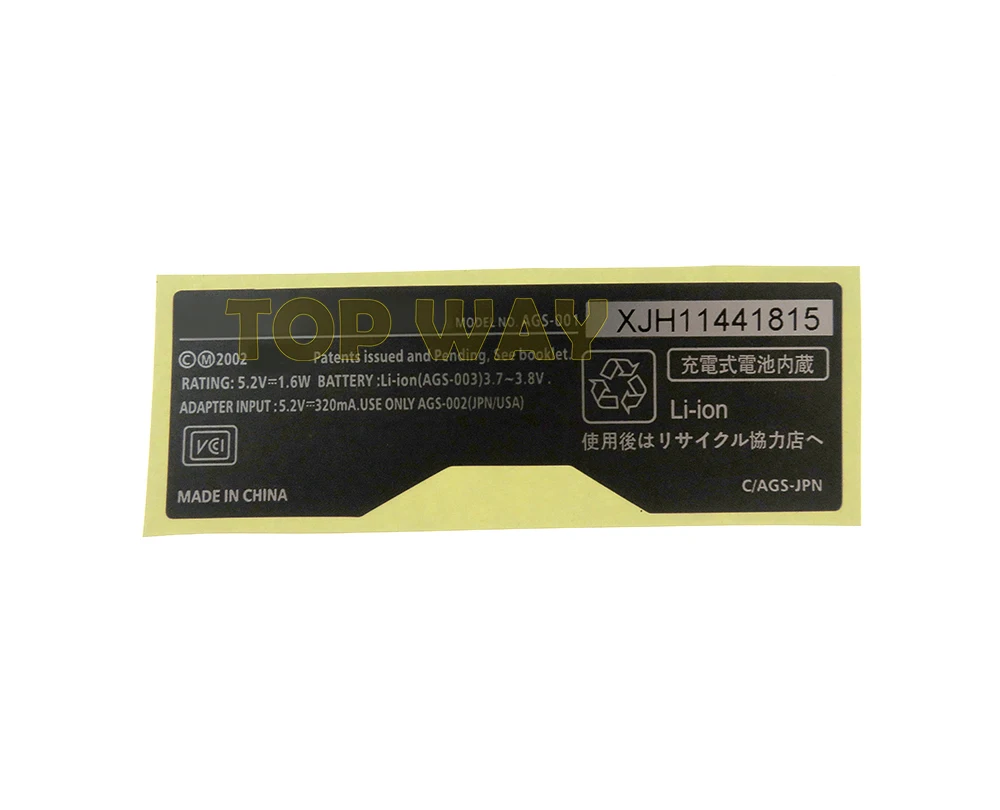 TOP WAY
MODEL NO. AGS-001
XJH11441815
©Ⓜ2002 Patents issued and Pending, See booklet.
RATING: 5.2V⎓1.6W BATTERY :Li-ion(AGS-003)3.7~3.8V .
ADAPTER INPUT : 5.2V⎓320mA.USE ONLY AGS-002(JPN/USA)
VCI
MADE IN CHINA
充電式電池内蔵
Li-ion
使用後はリサイクル協力店へ
C/AGS-JPN